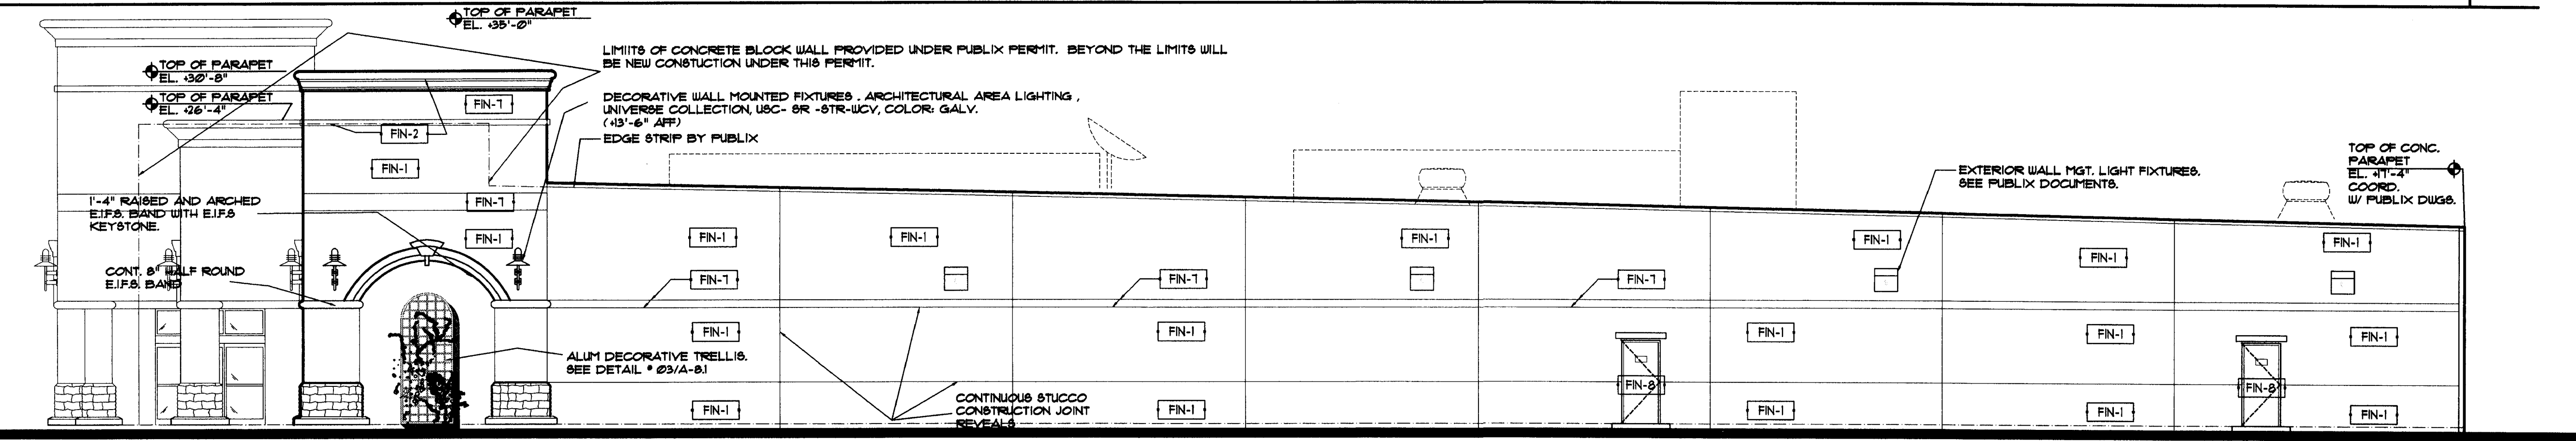 TOP OF PARAPET
EL. +35'-0"
TOP OF PARAPET
EL. +30'-8"
TOP OF PARAPET
EL. +26'-4"
LIMIITS OF CONCRETE BLOCK WALL PROVIDED UNDER PUBLIX PERMIT. BEYOND THE LIMITS WILL
BE NEW CONSTUCTION UNDER THIS PERMIT.
DECORATIVE WALL MOUNTED FIXTURES . ARCHITECTURAL AREA LIGHTING ,
UNIVERSE COLLECTION, USC- SR -STR-WCV, COLOR: GALV.
(+13'-6" AFF)
EDGE STRIP BY PUBLIX
FIN-7
FIN-2
FIN-1
TOP OF CONC.
PARAPET
EL. +17'-4"
COORD.
W/ PUBLIX DWGS.
EXTERIOR WALL MGT. LIGHT FIXTURES.
SEE PUBLIX DOCUMENTS.
1'-4" RAISED AND ARCHED
E.I.F.S. BAND WITH E.I.F.S
KEYSTONE.
FIN-7
FIN-1
FIN-1
FIN-1
FIN-1
FIN-1
FIN-1
FIN-1
CONT. 8" HALF ROUND
E.I.F.S. BAND
FIN-7
FIN-7
FIN-7
FIN-1
FIN-1
FIN-1
FIN-1
FIN-1
ALUM DECORATIVE TRELLIS.
SEE DETAIL * 03/A-8.1
FIN-8
FIN-8
CONTINUOUS STUCCO
CONSTRUCTION JOINT
REVEALS
FIN-1
FIN-1
FIN-1
FIN-1
FIN-1